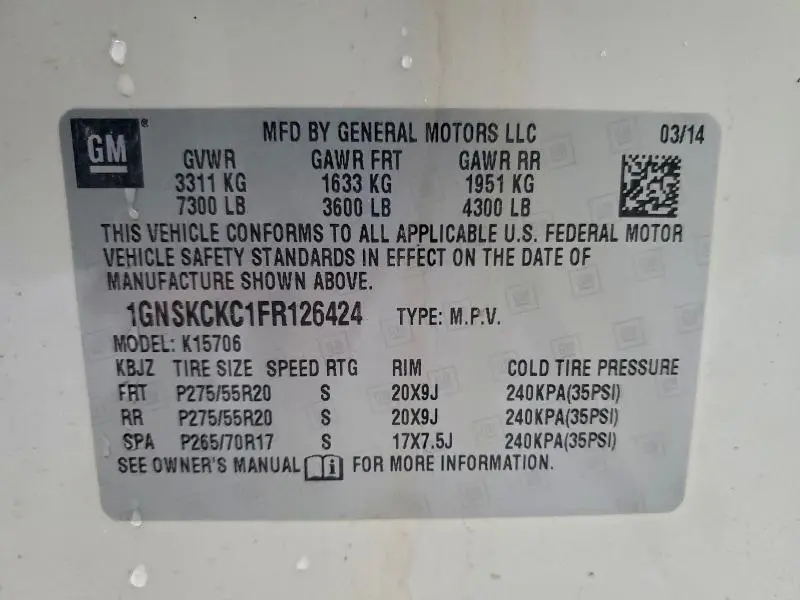 GM® MFD BY GENERAL MOTORS LLC 03/14
GVWR GAWR FRT GAWR RR
3311 KG 1633 KG 1951 KG
7300 LB 3600 LB 4300 LB
THIS VEHICLE CONFORMS TO ALL APPLICABLE U.S. FEDERAL MOTOR
VEHICLE SAFETY STANDARDS IN EFFECT ON THE DATE OF
MANUFACTURE SHOWN ABOVE.
1GNSKCKC1FR126424 TYPE: M.P.V.
MODEL: K15706
KBJZ TIRE SIZE SPEED RTG RIM COLD TIRE PRESSURE
FRT P275/55R20 S 20X9J 240KPA(35PSI)
RR P275/55R20 S 20X9J 240KPA(35PSI)
SPA P265/70R17 S 17X7.5J 240KPA(35PSI)
SEE OWNER'S MANUAL i FOR MORE INFORMATION.